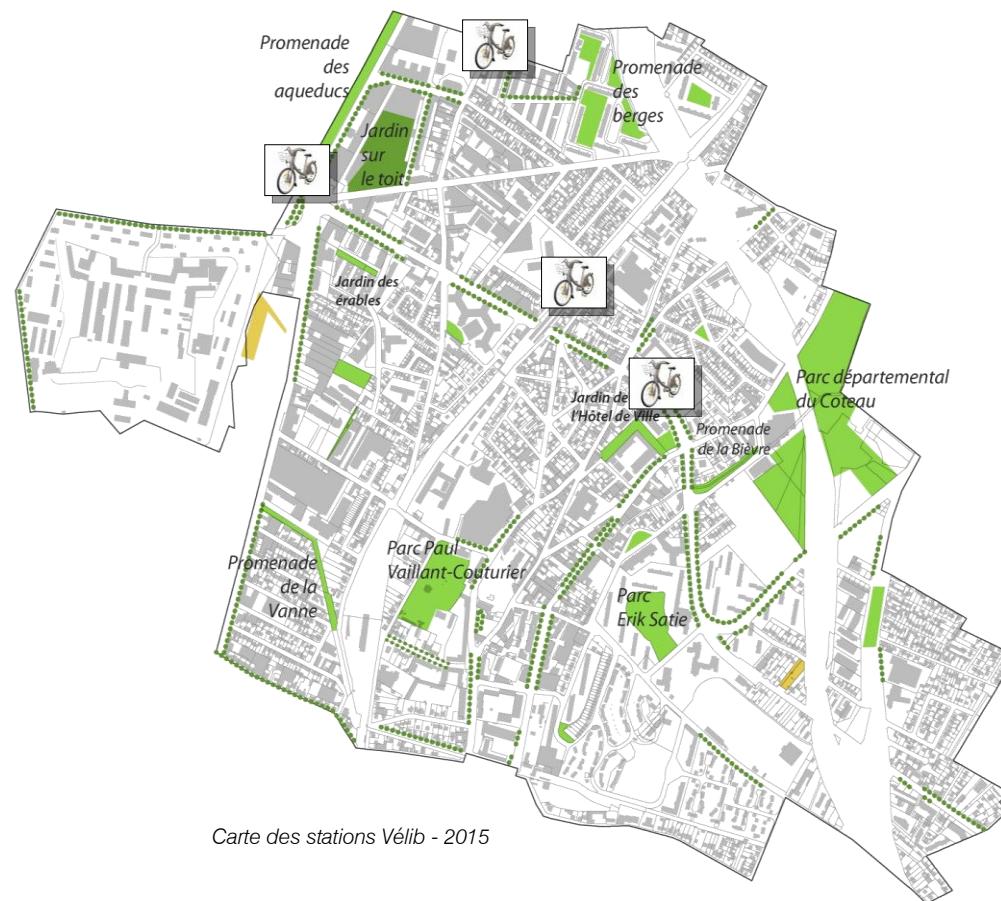 Promenade
des
aqueducs
Promenade
des
berges
Jardin
sur
le toit
Jardin des
érables
Parc départemental
du Coteau
Jardin de
l'Hôtel de Ville
Promenade
de la Bièvre
Promenade
de la
Vanne
Parc Paul
Vaillant-Couturier
Parc
Erik Satie
Carte des stations Vélib - 2015